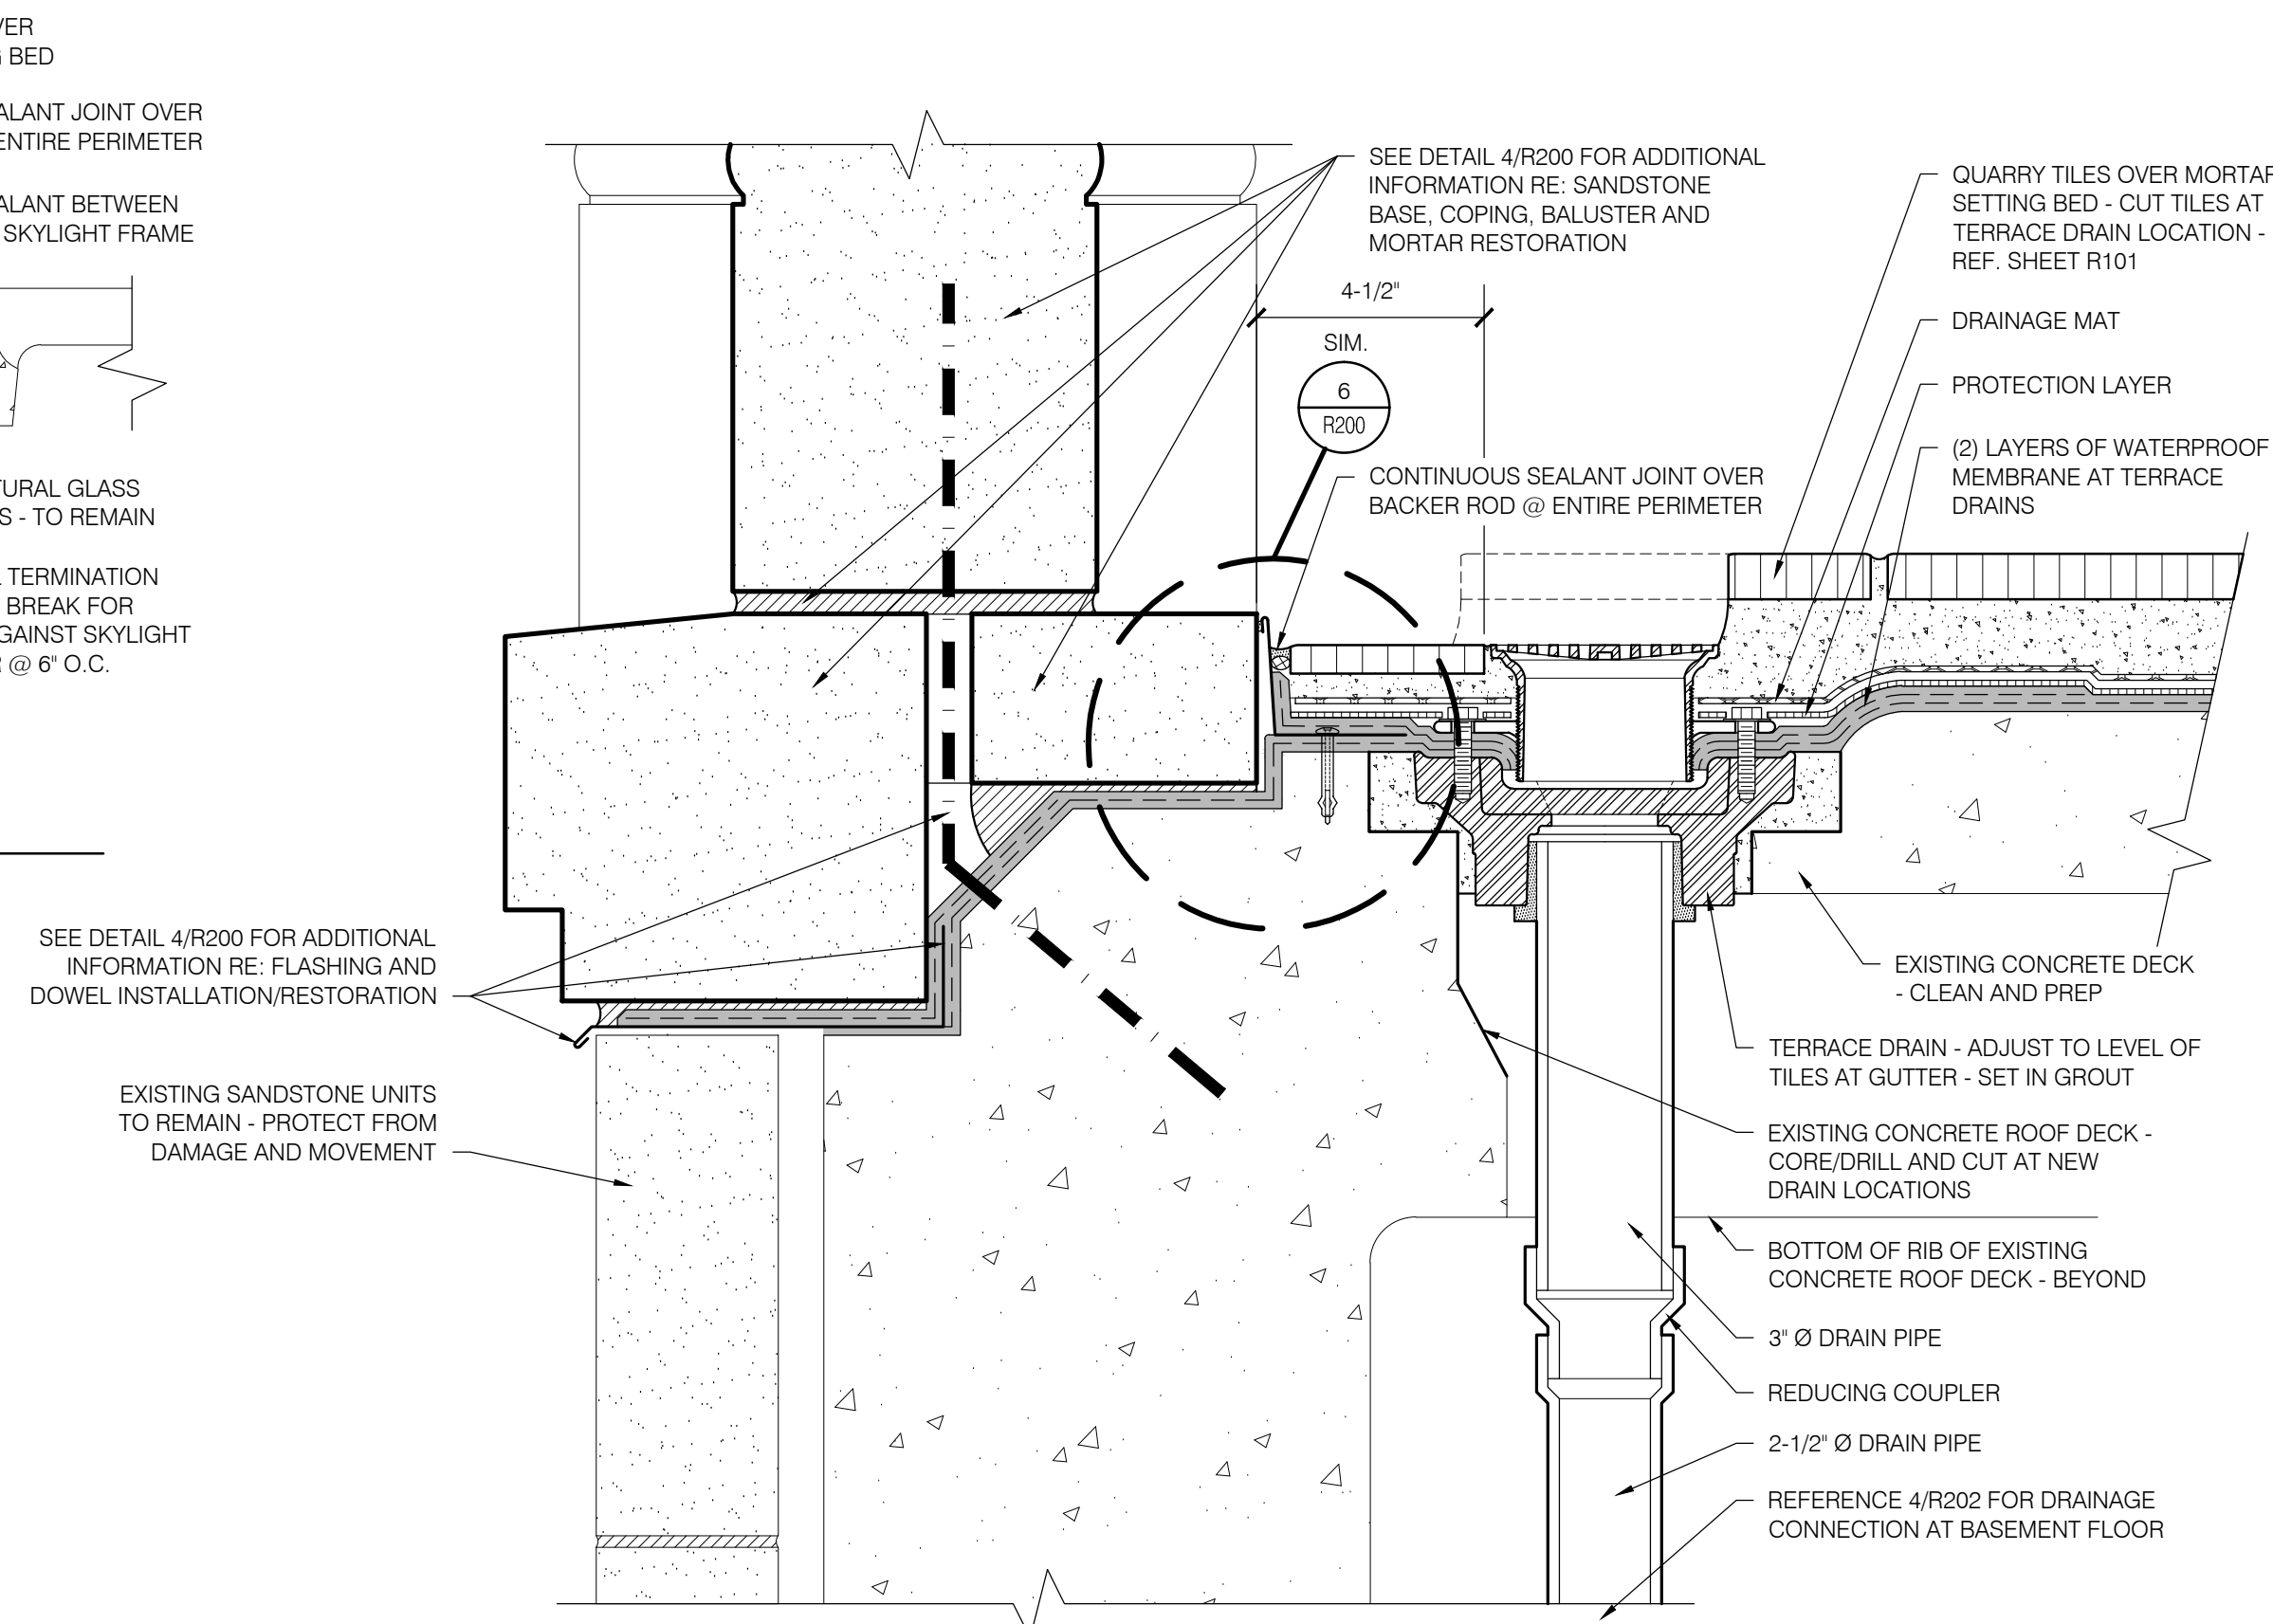 BED
JOINT OVER
ENTIRE PERIMETER
BETWEEN
SKYLIGHT FRAME
GLASS
- TO REMAIN
TERMINATION
BREAK FOR
SKYLIGHT
@ 6" O.C.
SEE DETAIL 4/R200 FOR ADDITIONAL
INFORMATION RE: FLASHING AND
DOWEL INSTALLATION/RESTORATION
EXISTING SANDSTONE UNITS
TO REMAIN - PROTECT FROM
DAMAGE AND MOVEMENT
SEE DETAIL 4/R200 FOR ADDITIONAL
INFORMATION RE: SANDSTONE
BASE, COPING, BALUSTER AND
MORTAR RESTORATION
4-1/2"
SIM.
6
R200
CONTINUOUS SEALANT JOINT OVER
BACKER ROD @ ENTIRE PERIMETER
QUARRY TILES OVER MORTAR
SETTING BED - CUT TILES AT
TERRACE DRAIN LOCATION -
REF. SHEET R101
DRAINAGE MAT
PROTECTION LAYER
(2) LAYERS OF WATERPROOF
MEMBRANE AT TERRACE
DRAINS
EXISTING CONCRETE DECK
- CLEAN AND PREP
TERRACE DRAIN - ADJUST TO LEVEL OF
TILES AT GUTTER - SET IN GROUT
EXISTING CONCRETE ROOF DECK -
CORE/DRILL AND CUT AT NEW
DRAIN LOCATIONS
BOTTOM OF RIB OF EXISTING
CONCRETE ROOF DECK - BEYOND
3" Ø DRAIN PIPE
REDUCING COUPLER
2-1/2" Ø DRAIN PIPE
REFERENCE 4/R202 FOR DRAINAGE
CONNECTION AT BASEMENT FLOOR